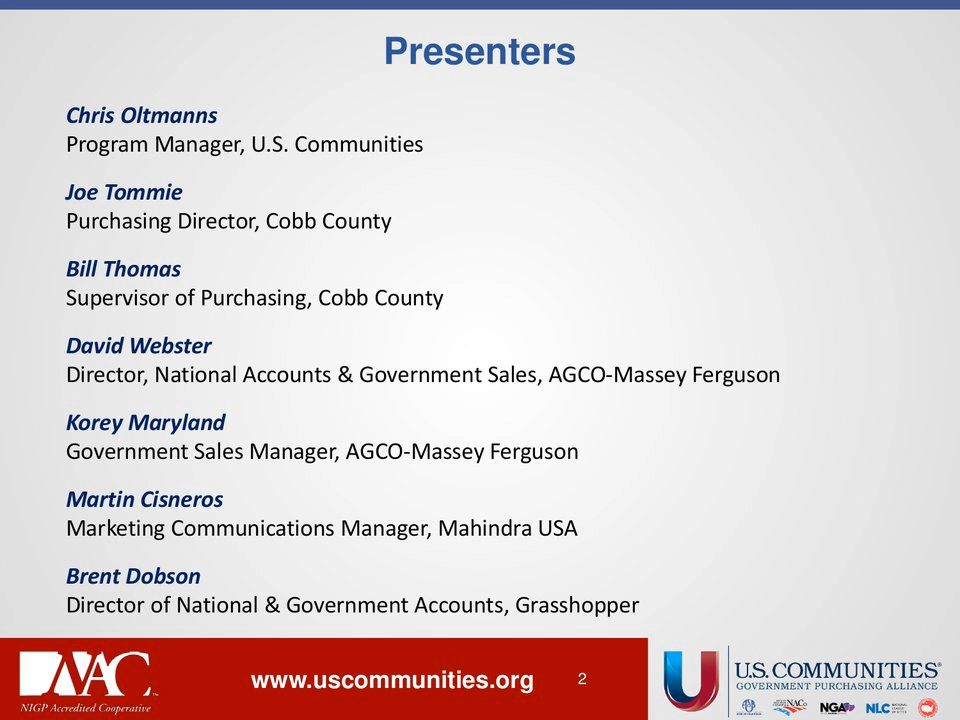 Presenters
Chris Oltmanns
Program Manager, U.S. Communities
Joe Tommie
Purchasing Director, Cobb County
Bill Thomas
Supervisor of Purchasing, Cobb County
David Webster
Director, National Accounts & Government Sales, AGCO-Massey Ferguson
Korey Maryland
Government Sales Manager, AGCO-Massey Ferguson
Martin Cisneros
Marketing Communications Manager, Mahindra USA
Brent Dobson
Director of National & Government Accounts, Grasshopper
NAC
NIGP Accredited Cooperative
www.uscommunities.org
2
U.S. COMMUNITIES®
GOVERNMENT PURCHASING ALLIANCE
NACo
NGA
NLC